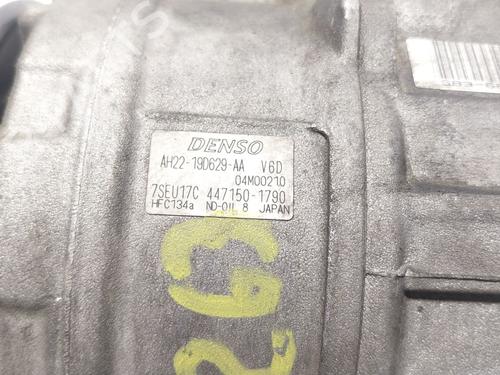 DENSO
AH22-19D629-AA V6D
04M00210
7SEU17C 447150-1790
HFC134a ND-OIL 8 JAPAN